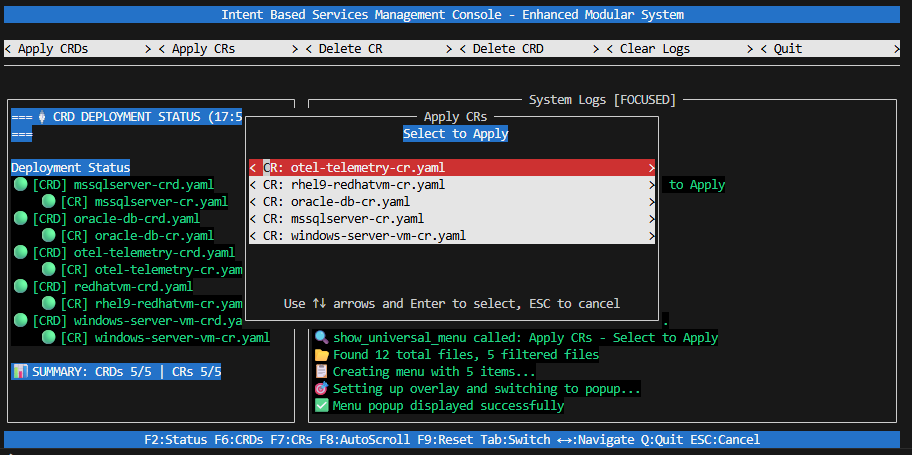 Intent Based Services Management Console - Enhanced Modular System
< Apply CRDs > < Apply CRs > < Delete CR > < Delete CRD > < Clear Logs > < Quit >
System Logs [FOCUSED]
=== CRD DEPLOYMENT STATUS (17:5
===
Deployment Status
[CRD] mssqlserver-crd.yaml
[CR] mssqlserver-cr.yaml
[CRD] oracle-db-crd.yaml
[CR] oracle-db-cr.yaml
[CRD] otel-telemetry-crd.yaml
[CR] otel-telemetry-cr.yam
[CRD] redhatvm-crd.yaml
[CR] rhel9-redhatvm-cr.yam
[CRD] windows-server-vm-crd.ya
[CR] windows-server-vm-cr.yaml
SUMMARY: CRDs 5/5 | CRs 5/5
Apply CRs
Select to Apply
< CR: otel-telemetry-cr.yaml >
< CR: rhel9-redhatvm-cr.yaml >
< CR: oracle-db-cr.yaml >
< CR: mssqlserver-cr.yaml >
< CR: windows-server-vm-cr.yaml >
Use ↑↓ arrows and Enter to select, ESC to cancel
to Apply
.
show_universal_menu called: Apply CRs - Select to Apply
Found 12 total files, 5 filtered files
Creating menu with 5 items...
Setting up overlay and switching to popup...
Menu popup displayed successfully
F2:Status F6:CRDs F7:CRs F8:AutoScroll F9:Reset Tab:Switch ↔:Navigate Q:Quit ESC:Cancel